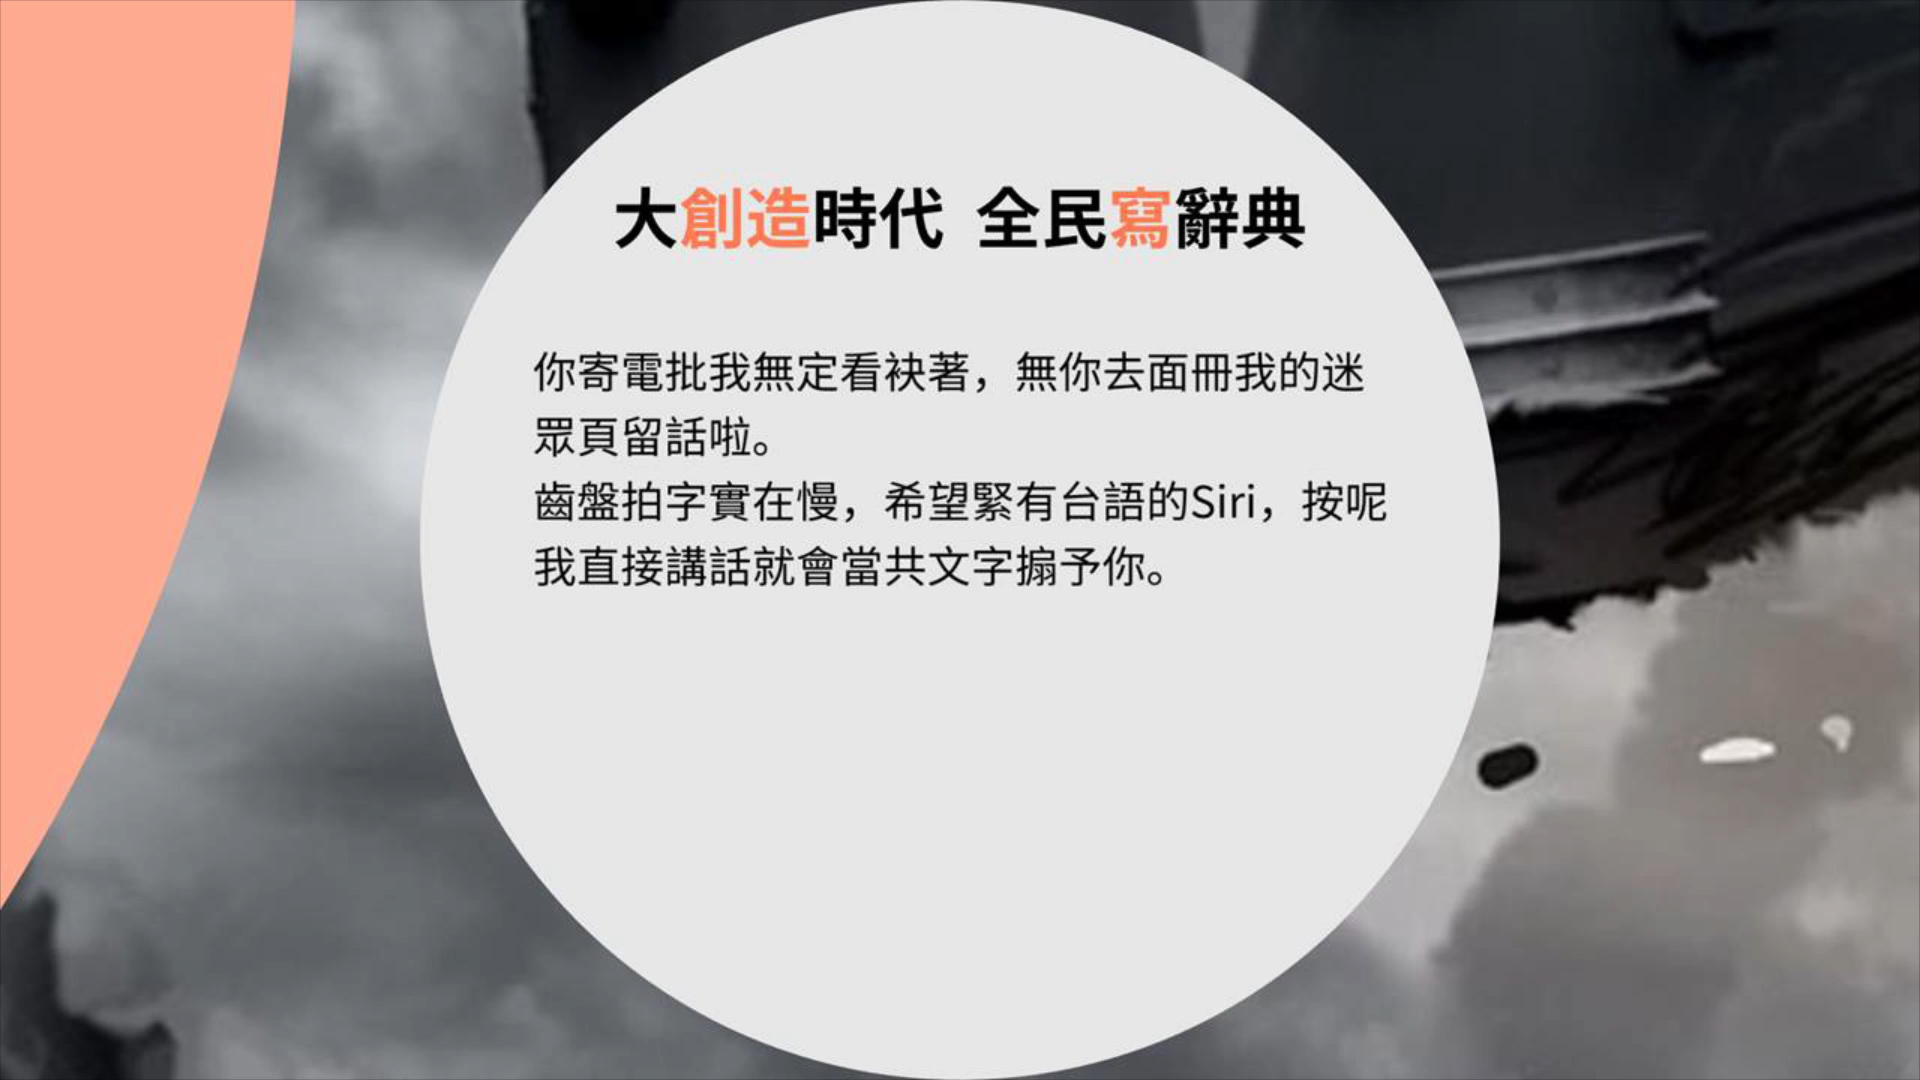 大創造時代 全民寫辭典
你寄電批我無定看袂著，無你去面冊我的迷
眾頁留話啦。
齒盤拍字實在慢，希望緊有台語的Siri，按呢
我直接講話就會當共文字搧予你。